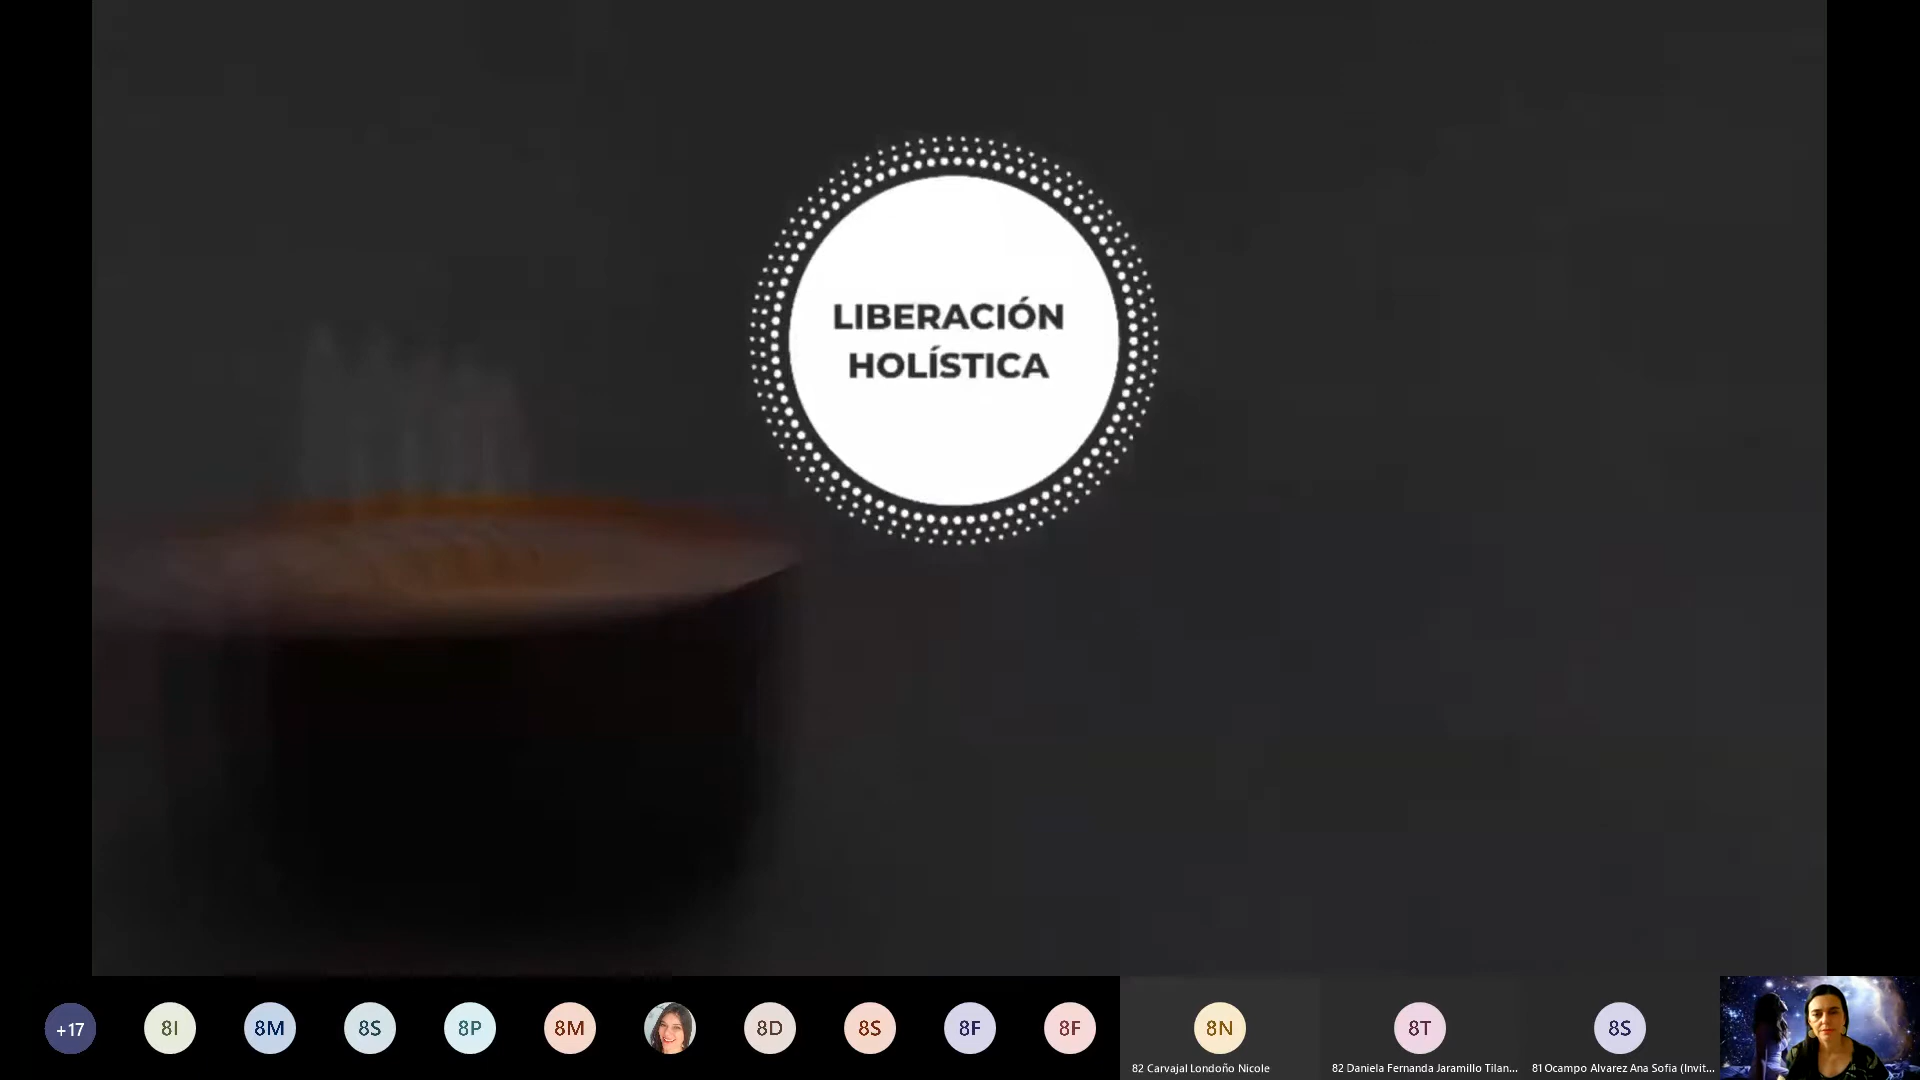 LIBERACIÓN
HOLÍSTICA
+17
8I
8M
8S
8P
8M
8D
8S
8F
8F
8N
8T
8S
82 Carvajal Londoño Nicole
82 Daniela Fernanda Jaramillo Tilan...
81 Ocampo Alvarez Ana Sofia (Invit...